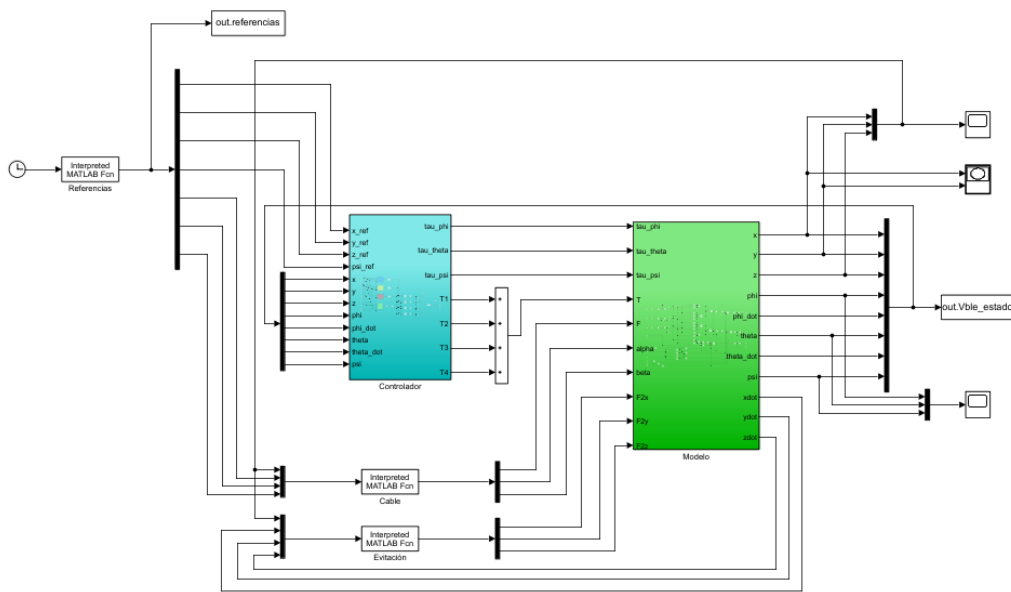 out.referencias
Interpreted
MATLAB Fcn
Referencias
x_ref
y_ref
z_ref
psi_ref
x
y
z
phi
phi_dot
theta
theta_dot
psi
tau_phi
tau_theta
tau_psi
T1
T2
T3
T4
Controlador
+
+
+
+
tau_phi
tau_theta
tau_psi
T
F
alpha
beta
F2x
F2y
F2z
x
y
z
phi
phi_dot
theta
theta_dot
psi
xdot
ydot
zdot
Modelo
out.Vble_estado
Interpreted
MATLAB Fcn
Cable
Interpreted
MATLAB Fcn
Evitación